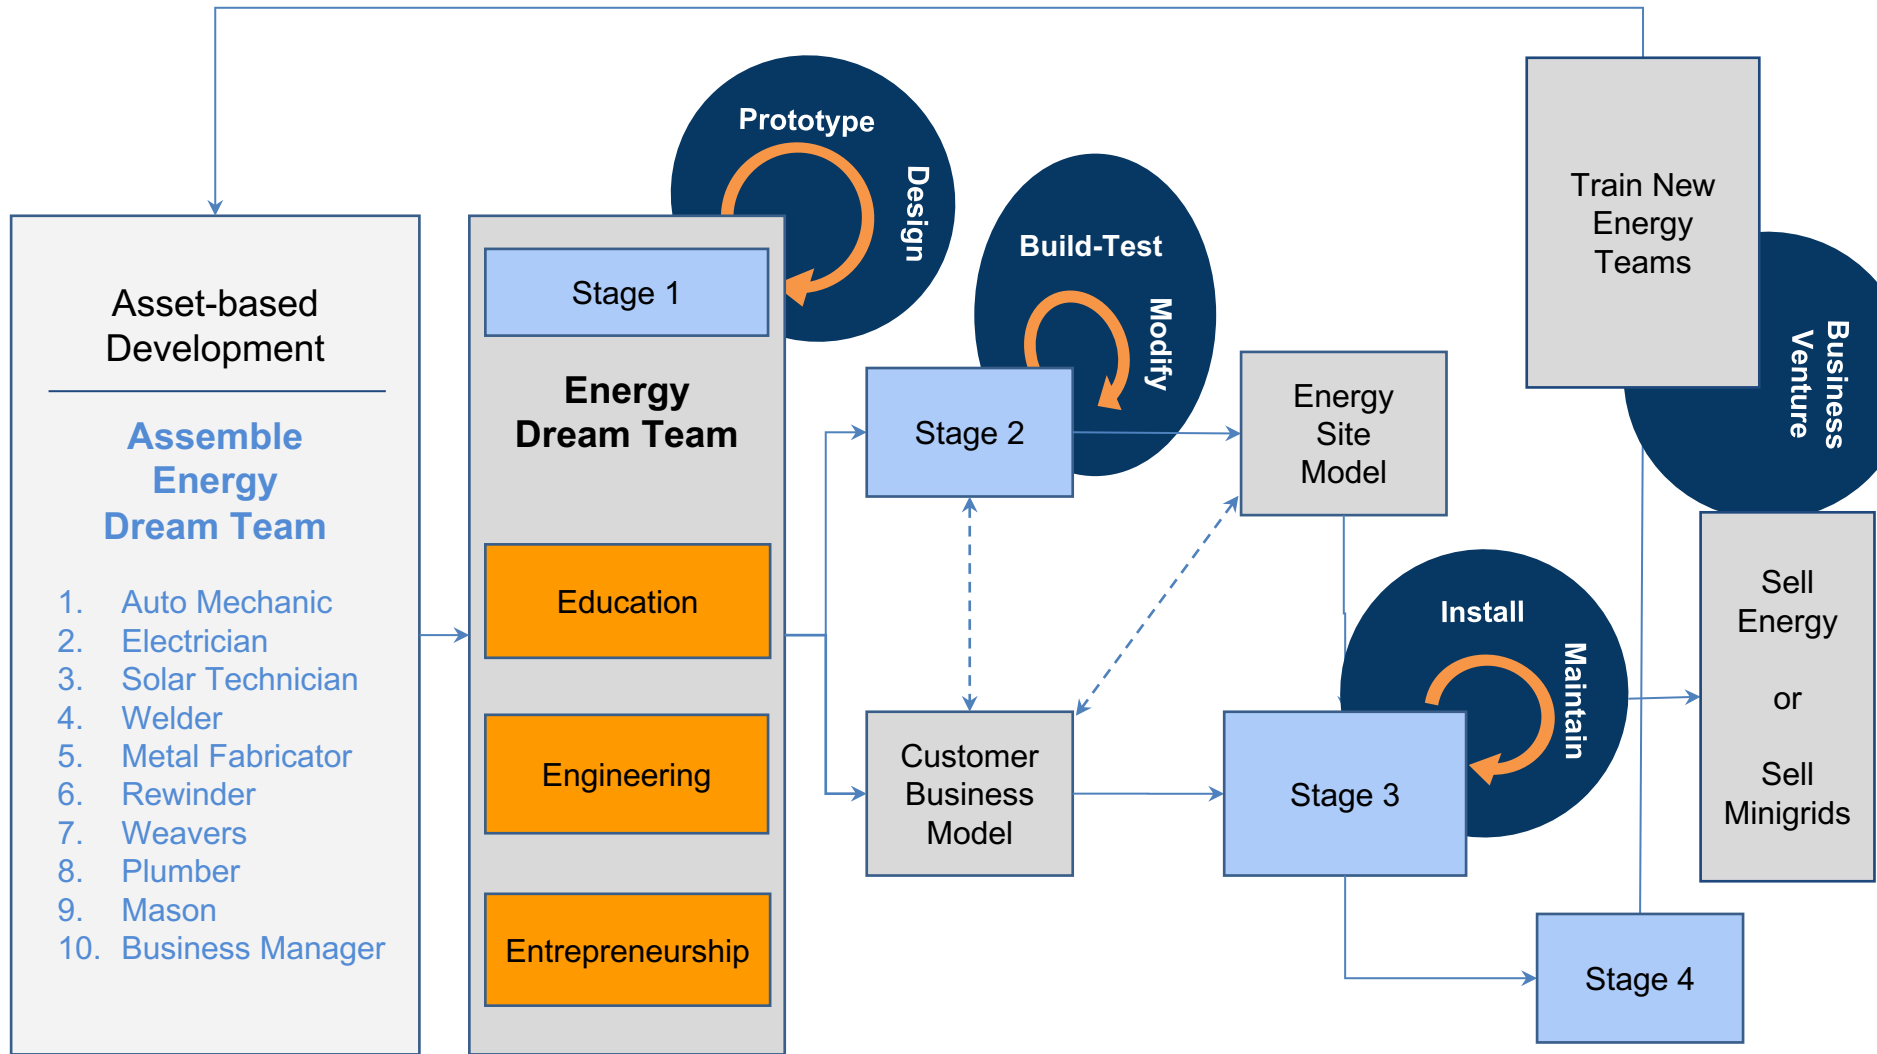 Asset-based
Development
Assemble
Energy
Dream Team
1. Auto Mechanic
2. Electrician
3. Solar Technician
4. Welder
5. Metal Fabricator
6. Rewinder
7. Weavers
8. Plumber
9. Mason
10. Business Manager
Stage 1
Energy
Dream Team
Education
Engineering
Entrepreneurship
Prototype
Design
Stage 2
Build-Test
Modify
Customer
Business
Model
Energy
Site
Model
Stage 3
Install
Maintain
Stage 4
Train New
Energy
Teams
Business
Venture
Sell
Energy
or
Sell
Minigrids